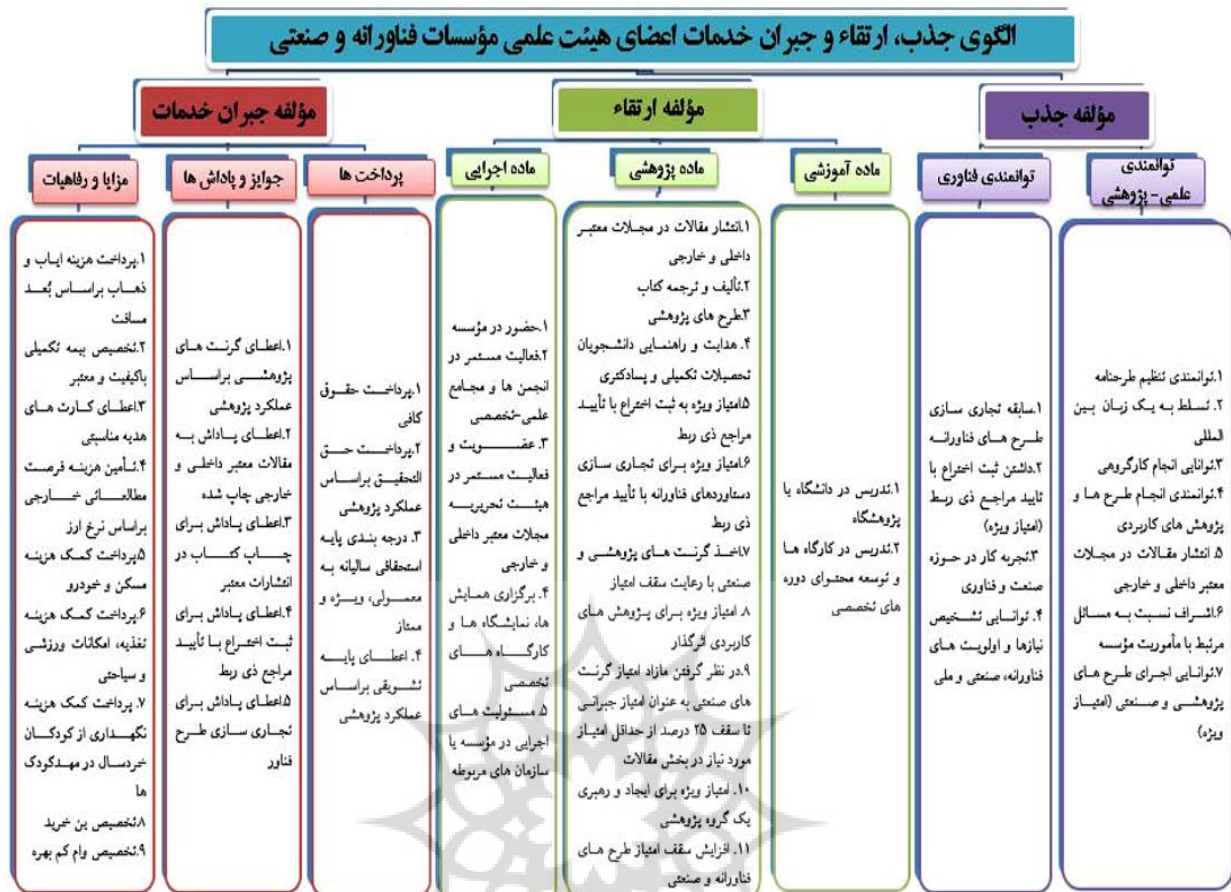 الگوی جذب، ارتقاء و جبران خدمات اعضای هیئت علمی مؤسسات فناورانه و صنعتی
مؤلفه جذب
توانمندی
علمی- پژوهشی
۱.توانمندی تنظیم طرحنامه
۲. تسلط به یک زبان بین
المللی
۳.توانایی انجام کارگروهی
۴.توانمندی انجام طرح ها و
پژوهش های کاربردی
۵. انتشار مقالات در مجلات
معتبر داخلی و خارجی
۶.اشراف نسبت به مسائل
مرتبط با مأموریت مؤسسه
۷.توانایی اجرای طرح های
پژوهشی و صنعتی (امتیاز
ویژه)
توانمندی فناوری
۱.سابقه تجاری سازی
طرح های فناورانه
۲.داشتن ثبت اختراع با
تایید مراجع ذی ربط
(امتیاز ویژه)
۳.تجربه کار در حوزه
صنعت و فناوری
۴. توانایی تشخیص
نیازها و اولویت های
فناورانه، صنعتی و ملی
مؤلفه ارتقاء
ماده آموزشی
۱.تدریس در دانشگاه یا
پژوهشگاه
۲.تدریس در کارگاه ها
و توسعه محتوای دوره
های تخصصی
ماده پژوهشی
۱.انتشار مقالات در مجلات معتبر
داخلی و خارجی
۲.تألیف و ترجمه کتاب
۳.طرح های پژوهشی
۴. هدایت و راهنمایی دانشجویان
تحصیلات تکمیلی و پسادکتری
۵.امتیاز ویژه به ثبت اختراع با تأیید
مراجع ذی ربط
۶.امتیاز ویژه برای تجاری سازی
دستاوردهای فناورانه با تأیید مراجع
ذی ربط
۷.اخذ گرنت های پژوهشی و
صنعتی با رعایت سقف امتیاز
۸. امتیاز ویژه برای پژوهش های
کاربردی اثرگذار
۹.در نظر گرفتن مازاد امتیاز گرنت
های صنعتی به عنوان امتیاز جبرانی
تا سقف ۲۵ درصد از حداقل امتیاز
مورد نیاز در بخش مقالات
۱۰. امتیاز ویژه برای ایجاد و رهبری
یک گروه پژوهشی
۱۱. افزایش سقف امتیاز طرح های
فناورانه و صنعتی
ماده اجرایی
۱.حضور در مؤسسه
۲.فعالیت مستمر در
انجمن ها و مجامع
علمی-تخصصی
۳. عضویت و
فعالیت مستمر در
هیئت تحریریه
مجلات معتبر داخلی
و خارجی
۴. برگزاری همایش
ها، نمایشگاه ها و
کارگاه های
تخصصی
۵. مسئولیت های
اجرایی در مؤسسه یا
سازمان های مربوطه
مؤلفه جبران خدمات
پرداخت ها
۱.پرداخت حقوق
کافی
۲.پرداخت حق
التحقیق براساس
عملکرد پژوهشی
۳. درجه بندی پایه
استحقاقی سالیانه به
معمولی، ویژه و
ممتاز
۴. اعطای پایه
تشویقی براساس
عملکرد پژوهشی
جوایز و پاداش ها
۱.اعطای گرنت های
پژوهشی براساس
عملکرد پژوهشی
۲.اعطای پاداش به
مقالات معتبر داخلی و
خارجی چاپ شده
۳.اعطای پاداش برای
چاپ کتاب در
انتشارات معتبر
۴.اعطای پاداش برای
ثبت اختراع با تأیید
مراجع ذی ربط
۵.اعطای پاداش برای
تجاری سازی طرح
فناور
مزایا و رفاهیات
۱.پرداخت هزینه ایاب و
ذهاب براساس بُعد
مسافت
۲.تخصیص بیمه تکمیلی
باکیفیت و معتبر
۳.اعطای کارت های
هدیه مناسبتی
۴.تأمین هزینه فرصت
مطالعاتی خارجی
براساس نرخ ارز
۵.پرداخت کمک هزینه
مسکن و خودرو
۶.پرداخت کمک هزینه
تغذیه، امکانات ورزشی
و سیاحتی
۷. پرداخت کمک هزینه
نگهداری از کودکان
خردسال در مهدکودک
ها
۸.تخصیص بن خرید
۹.تخصیص وام کم بهره